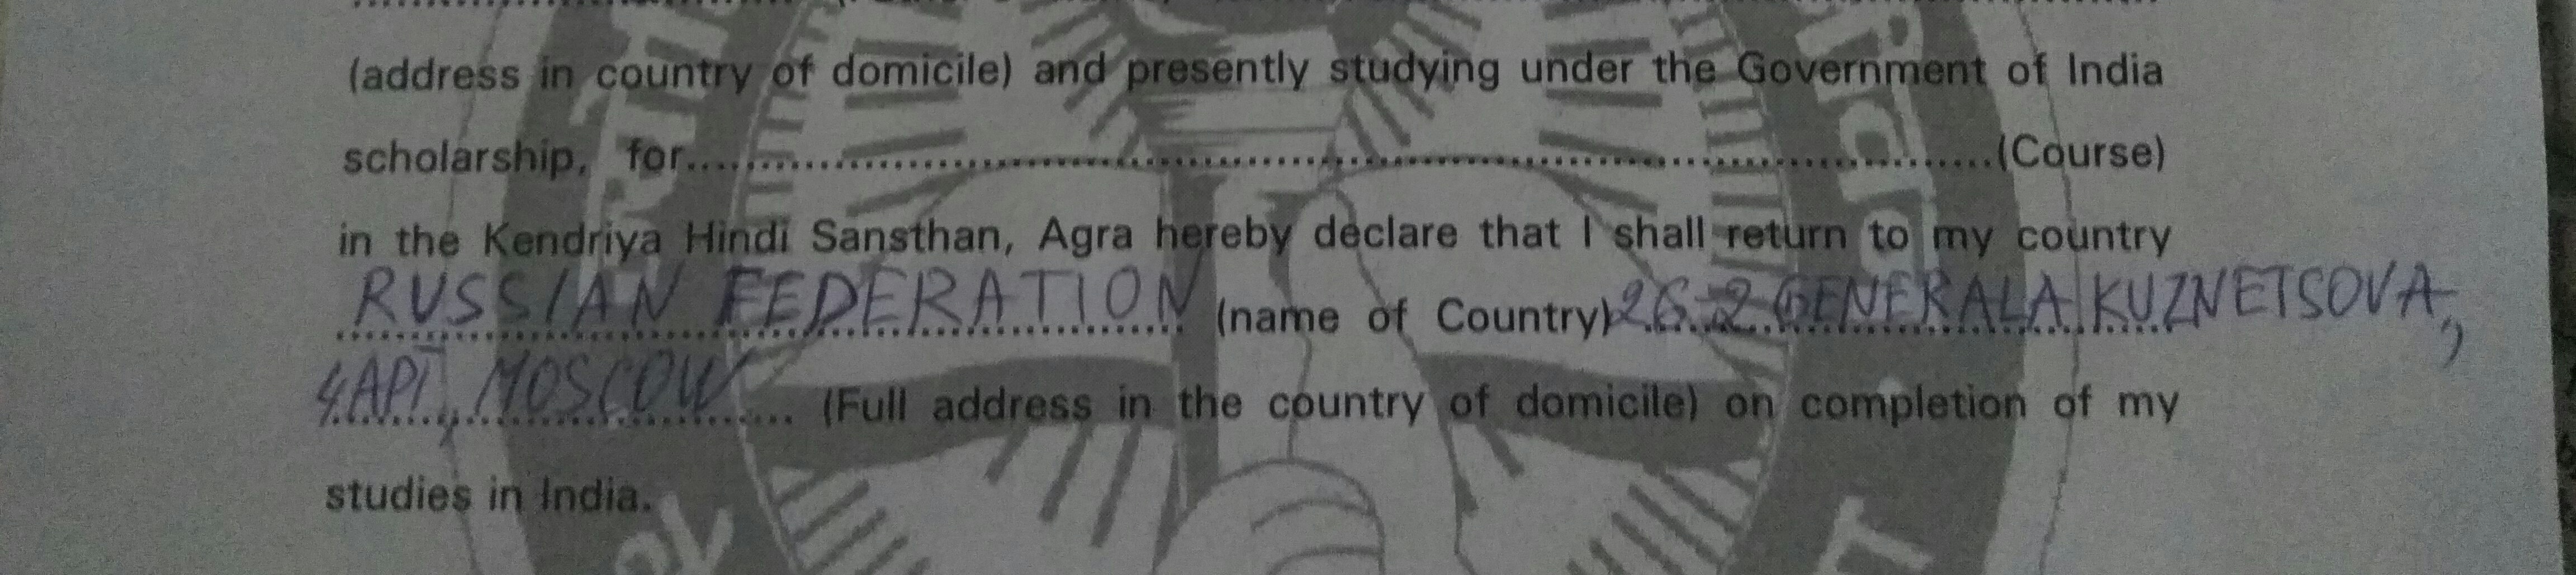 (address in country of domicile) and presently studying under the Government of India
scholarship, for..........(Course)
in the Kendriya Hindi Sansthan, Agra hereby declare that I shall return to my country
RUSSIAN FEDERATION (name of Country) 26-2 GENERALA KUZNETSOVA,
4 APT, MOSCOW (Full address in the country of domicile) on completion of my
studies in India.